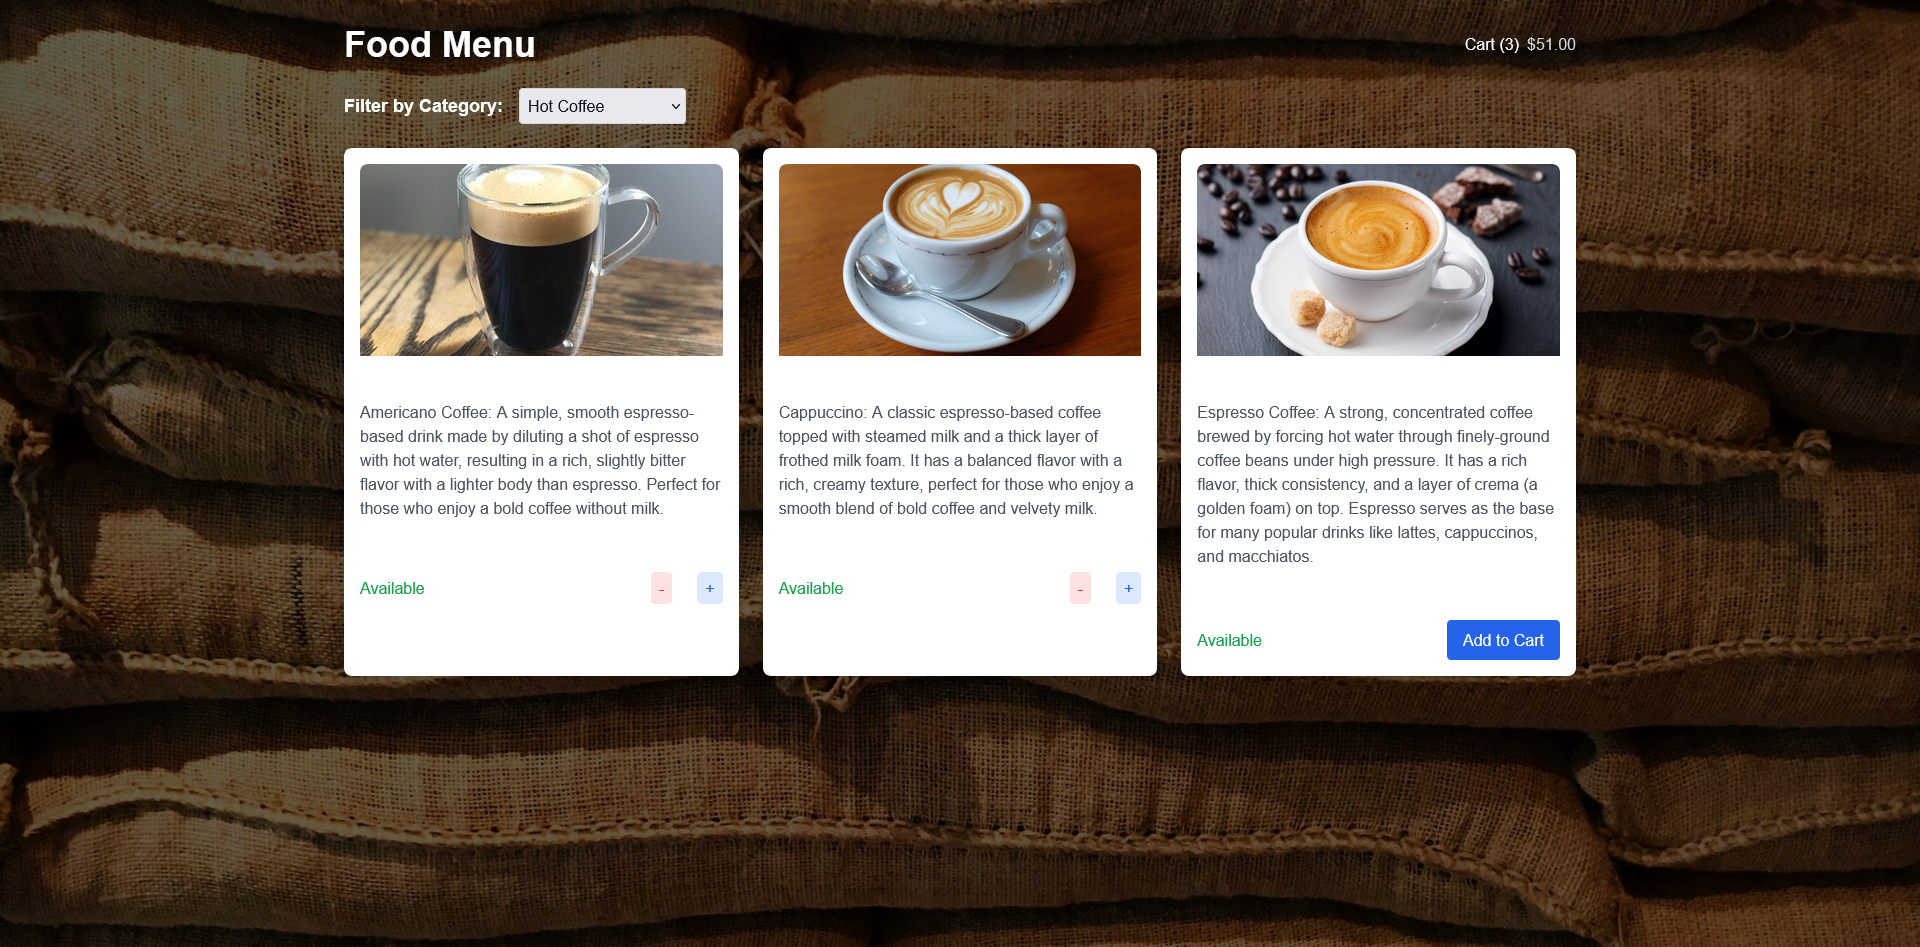 Food Menu
Cart (3) $51.00
Filter by Category: Hot Coffee
Americano Coffee: A simple, smooth espresso-
based drink made by diluting a shot of espresso
with hot water, resulting in a rich, slightly bitter
flavor with a lighter body than espresso. Perfect for
those who enjoy a bold coffee without milk.
Available - +
Cappuccino: A classic espresso-based coffee
topped with steamed milk and a thick layer of
frothed milk foam. It has a balanced flavor with a
rich, creamy texture, perfect for those who enjoy a
smooth blend of bold coffee and velvety milk.
Available - +
Espresso Coffee: A strong, concentrated coffee
brewed by forcing hot water through finely-ground
coffee beans under high pressure. It has a rich
flavor, thick consistency, and a layer of crema (a
golden foam) on top. Espresso serves as the base
for many popular drinks like lattes, cappuccinos,
and macchiatos.
Available Add to Cart